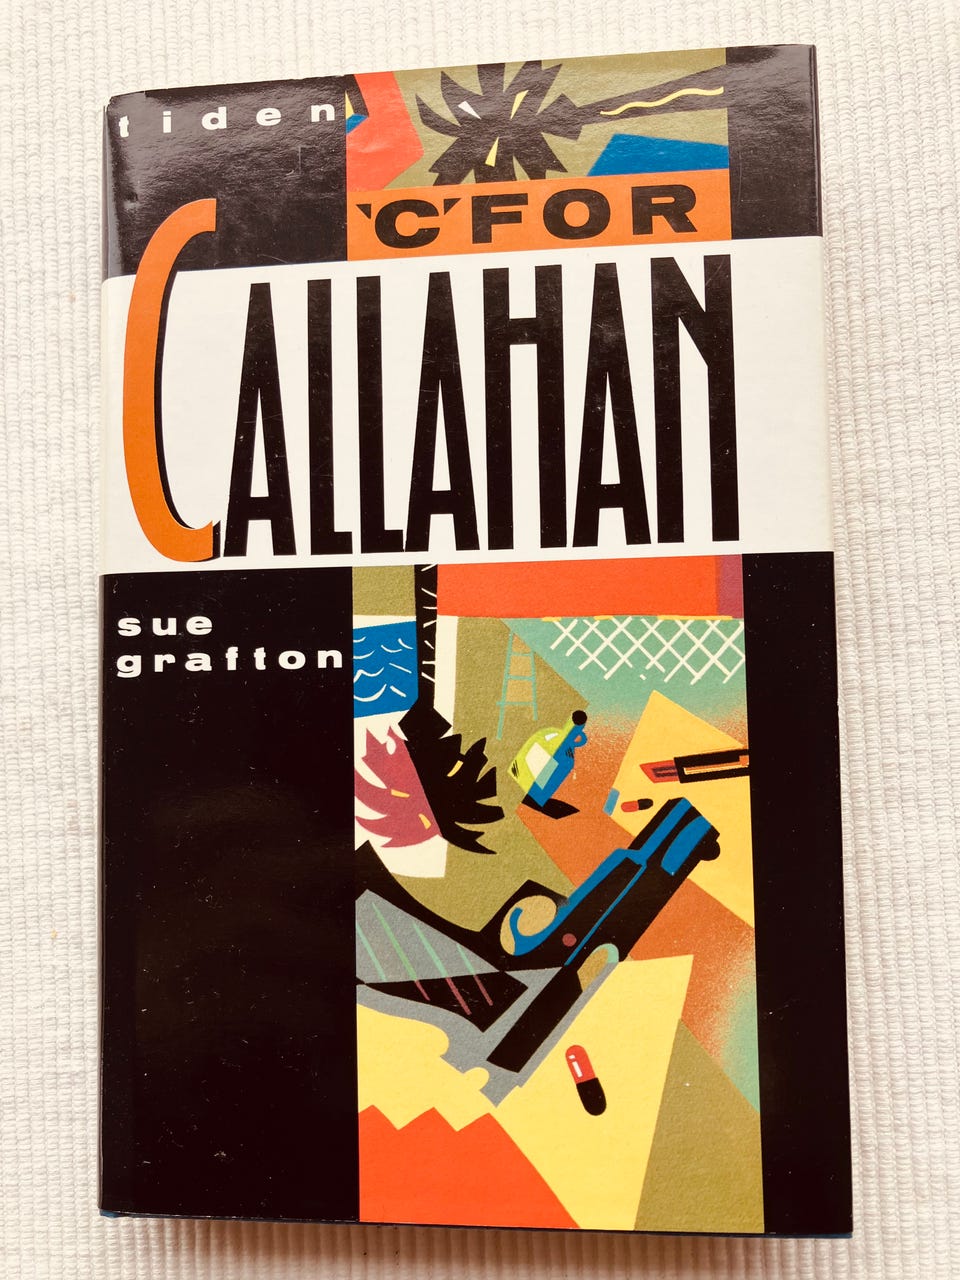 tiden
'C' FOR
CALLAHAN
sue
grafton